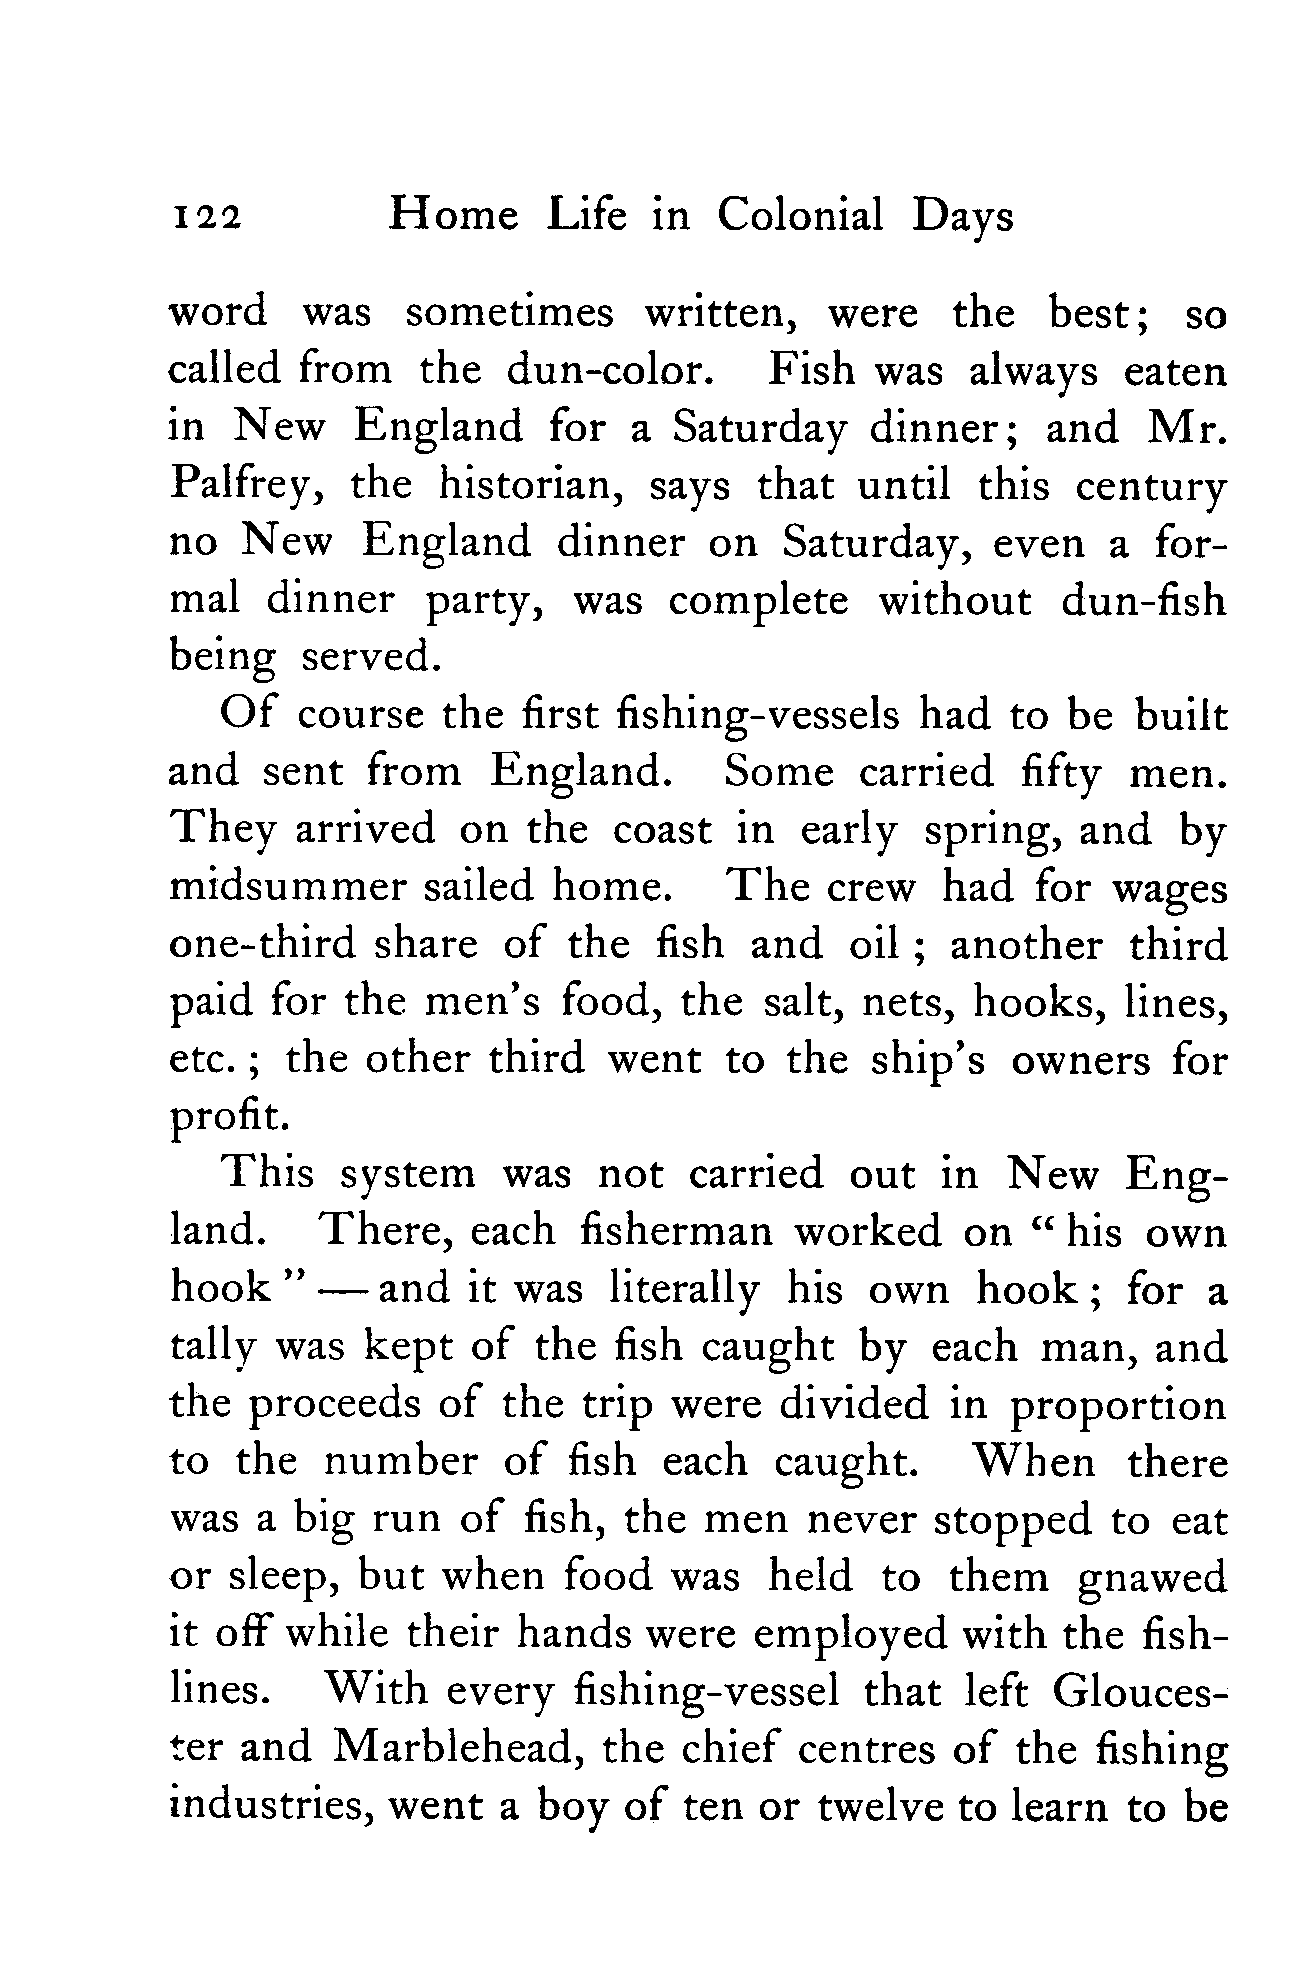 122 Home Life in Colonial Days
word was sometimes written, were the best; so
called from the dun-color. Fish was always eaten
in New England for a Saturday dinner; and Mr.
Palfrey, the historian, says that until this century
no New England dinner on Saturday, even a for-
mal dinner party, was complete without dun-fish
being served.
Of course the first fishing-vessels had to be built
and sent from England. Some carried fifty men.
They arrived on the coast in early spring, and by
midsummer sailed home. The crew had for wages
one-third share of the fish and oil; another third
paid for the men's food, the salt, nets, hooks, lines,
etc.; the other third went to the ship's owners for
profit.
This system was not carried out in New Eng-
land. There, each fisherman worked on “his own
hook”—and it was literally his own hook; for a
tally was kept of the fish caught by each man, and
the proceeds of the trip were divided in proportion
to the number of fish each caught. When there
was a big run of fish, the men never stopped to eat
or sleep, but when food was held to them gnawed
it off while their hands were employed with the fish-
lines. With every fishing-vessel that left Glouces-
ter and Marblehead, the chief centres of the fishing
industries, went a boy of ten or twelve to learn to be